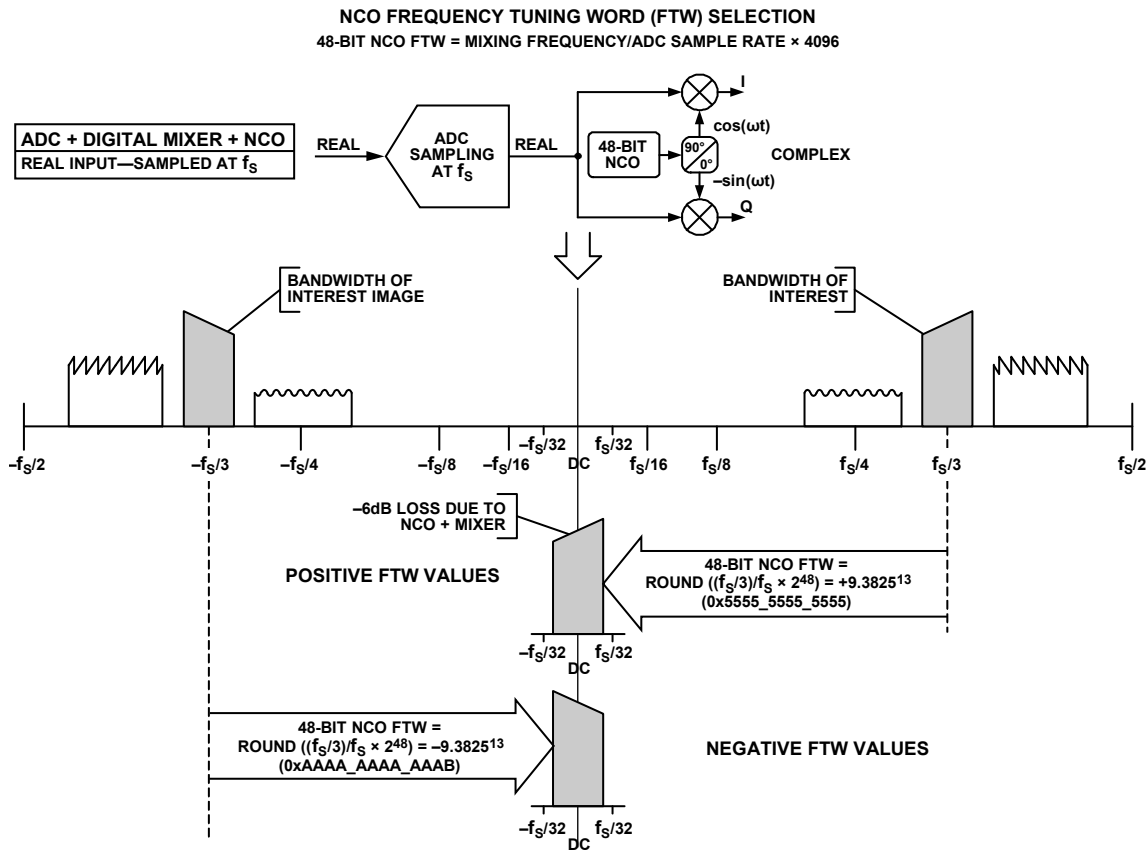 NCO FREQUENCY TUNING WORD (FTW) SELECTION
48-BIT NCO FTW = MIXING FREQUENCY/ADC SAMPLE RATE × 4096
ADC + DIGITAL MIXER + NCO
REAL INPUT—SAMPLED AT fS
REAL
ADC
SAMPLING
AT fS
REAL
48-BIT
NCO
90°
0°
I
cos(ωt)
COMPLEX
–sin(ωt)
Q
BANDWIDTH OF
INTEREST IMAGE
BANDWIDTH OF
INTEREST
–fS/2
–fS/3
–fS/4
–fS/8
–fS/16
–fS/32
DC
fS/32
fS/16
fS/8
fS/4
fS/3
fS/2
–6dB LOSS DUE TO
NCO + MIXER
POSITIVE FTW VALUES
48-BIT NCO FTW =
ROUND ((fS/3)/fS × 2^48) = +9.3825^13
(0x5555_5555_5555)
–fS/32
DC
fS/32
48-BIT NCO FTW =
ROUND ((fS/3)/fS × 2^48) = –9.3825^13
(0xAAAA_AAAA_AAAB)
NEGATIVE FTW VALUES
–fS/32
DC
fS/32